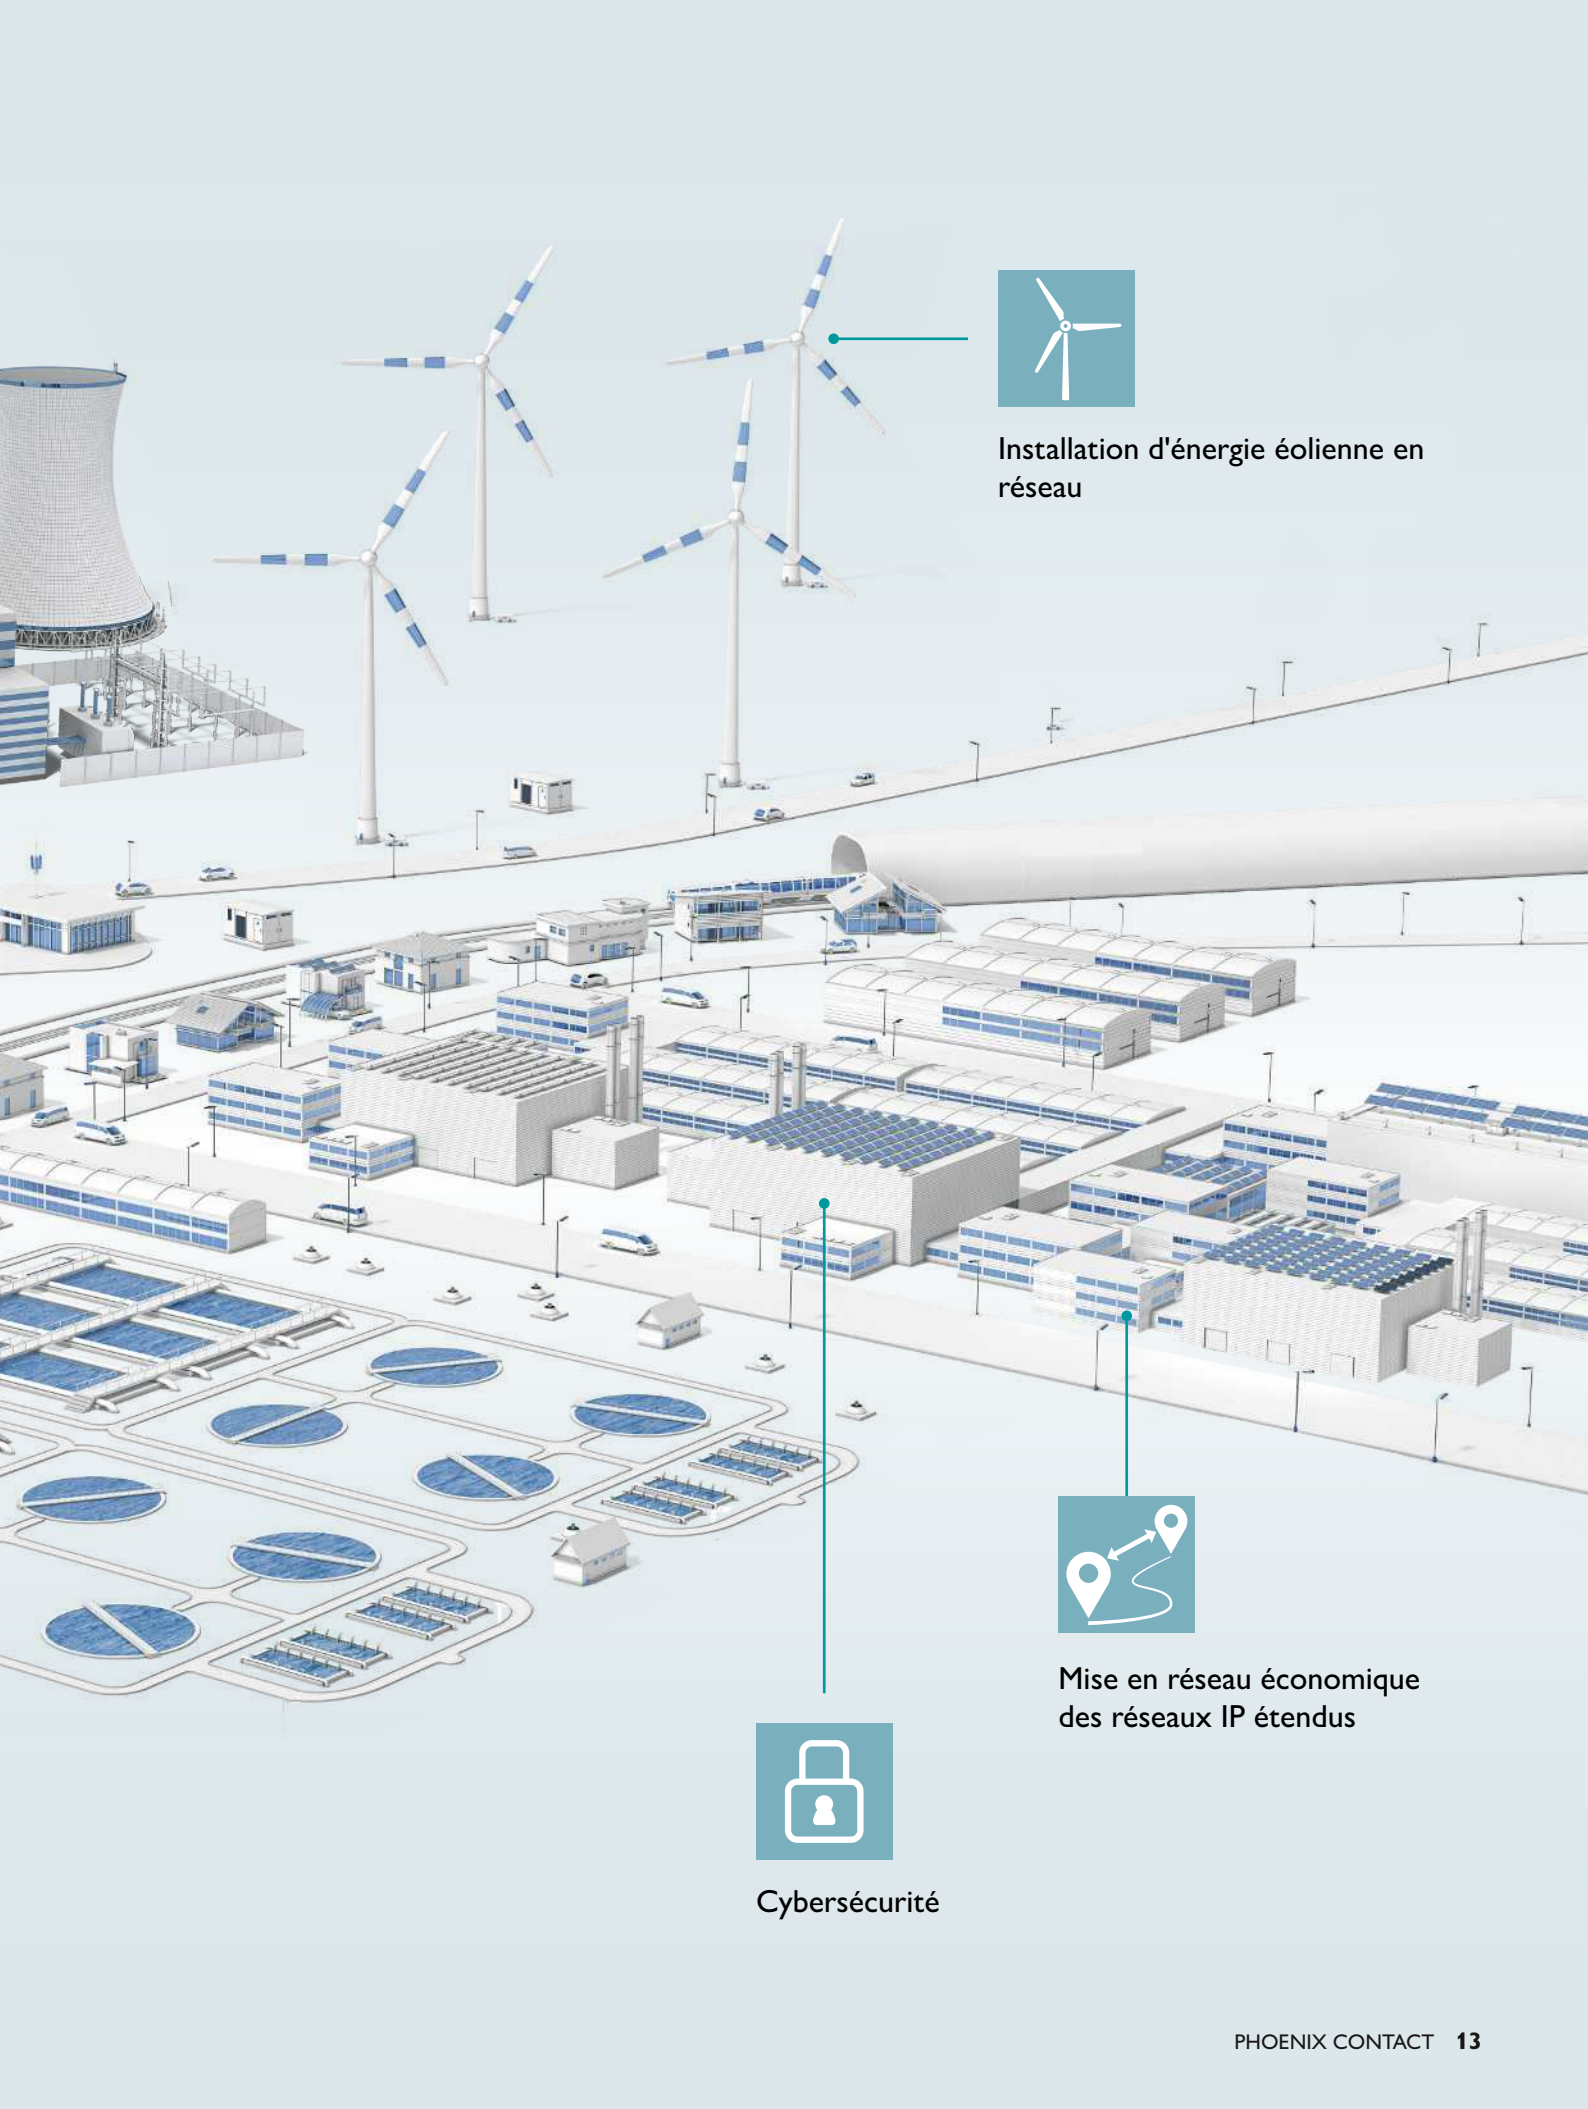 Installation d'énergie éolienne en
réseau
Mise en réseau économique
des réseaux IP étendus
Cybersécurité
PHOENIX CONTACT 13